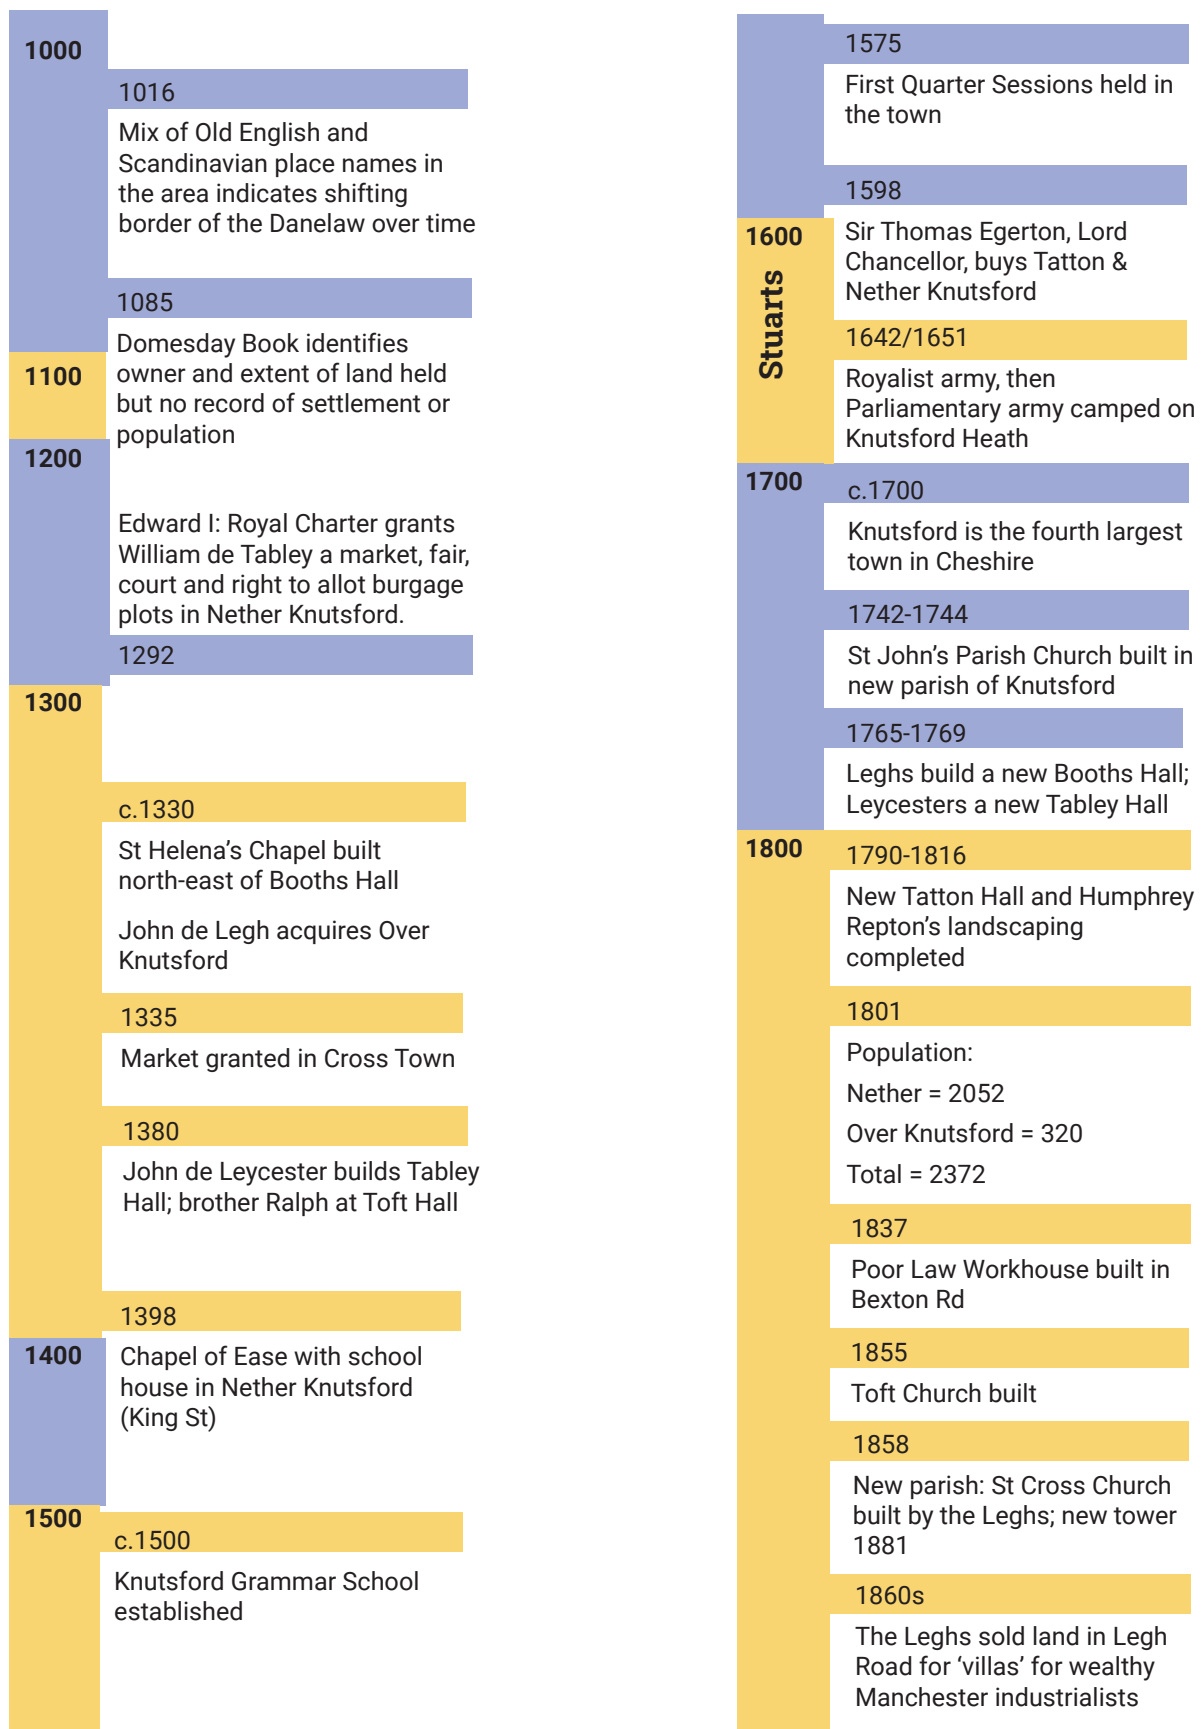 1000
1016
Mix of Old English and
Scandinavian place names in
the area indicates shifting
border of the Danelaw over time
1085
Domesday Book identifies
owner and extent of land held
but no record of settlement or
population
1100
1200
Edward I: Royal Charter grants
William de Tabley a market, fair,
court and right to allot burgage
plots in Nether Knutsford.
1292
1300
c.1330
St Helena's Chapel built
north-east of Booths Hall
John de Legh acquires Over
Knutsford
1335
Market granted in Cross Town
1380
John de Leycester builds Tabley
Hall; brother Ralph at Toft Hall
1398
1400
Chapel of Ease with school
house in Nether Knutsford
(King St)
1500
c.1500
Knutsford Grammar School
established
1575
First Quarter Sessions held in
the town
1598
1600
Stuarts
Sir Thomas Egerton, Lord
Chancellor, buys Tatton &
Nether Knutsford
1642/1651
Royalist army, then
Parliamentary army camped on
Knutsford Heath
1700
c.1700
Knutsford is the fourth largest
town in Cheshire
1742-1744
St John's Parish Church built in
new parish of Knutsford
1765-1769
Leghs build a new Booths Hall;
Leycesters a new Tabley Hall
1800
1790-1816
New Tatton Hall and Humphrey
Repton's landscaping
completed
1801
Population:
Nether = 2052
Over Knutsford = 320
Total = 2372
1837
Poor Law Workhouse built in
Bexton Rd
1855
Toft Church built
1858
New parish: St Cross Church
built by the Leghs; new tower
1881
1860s
The Leghs sold land in Legh
Road for ‘villas’ for wealthy
Manchester industrialists